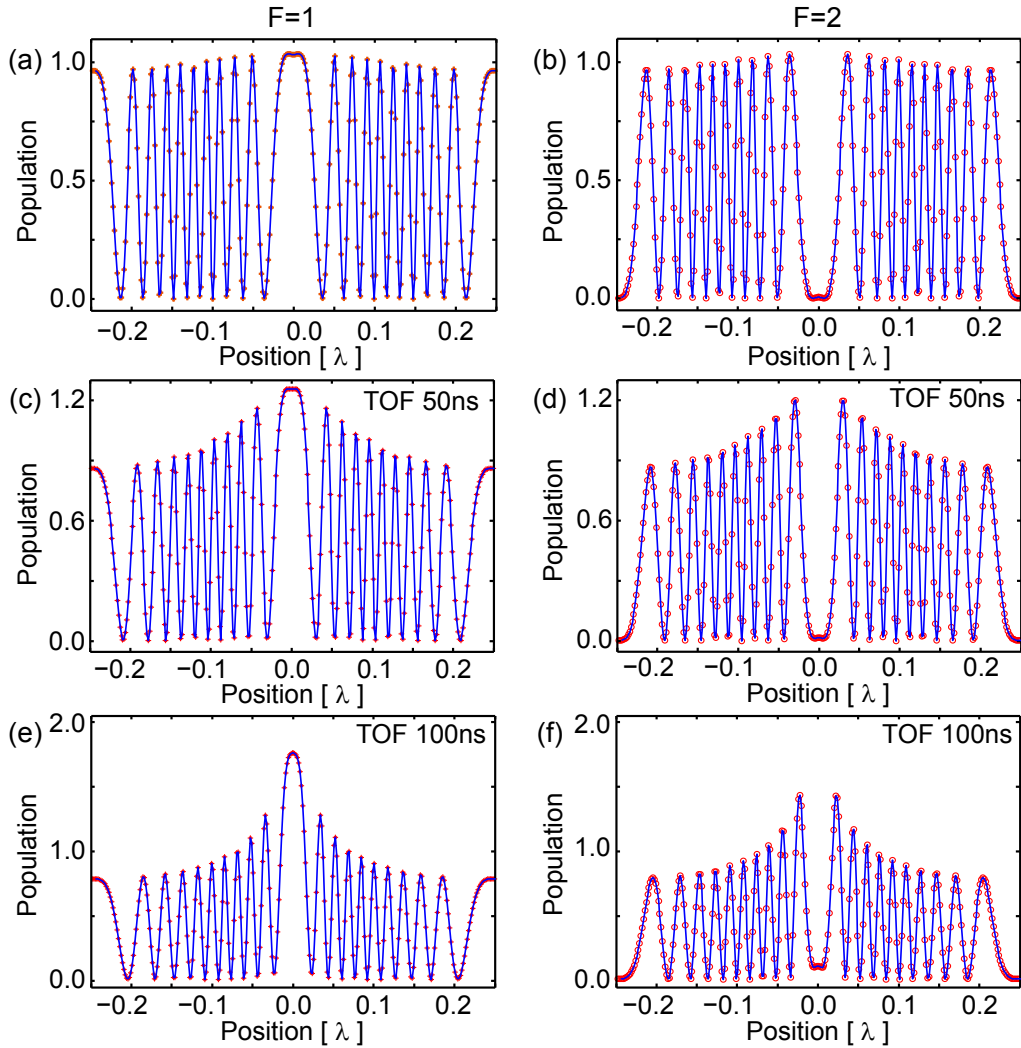 F=1
F=2
(a)
1.0
0.5
0.0
Population
−0.2
−0.1
0.0
0.1
0.2
Position [ λ ]
(b)
1.0
0.5
0.0
Population
−0.2
−0.1
0.0
0.1
0.2
Position [ λ ]
(c)
TOF 50ns
1.2
0.6
0.0
Population
−0.2
−0.1
0.0
0.1
0.2
Position [ λ ]
(d)
TOF 50ns
1.2
0.6
0.0
Population
−0.2
−0.1
0.0
0.1
0.2
Position [ λ ]
(e)
TOF 100ns
2.0
1.0
0.0
Population
−0.2
−0.1
0.0
0.1
0.2
Position [ λ ]
(f)
TOF 100ns
2.0
1.0
0.0
Population
−0.2
−0.1
0.0
0.1
0.2
Position [ λ ]